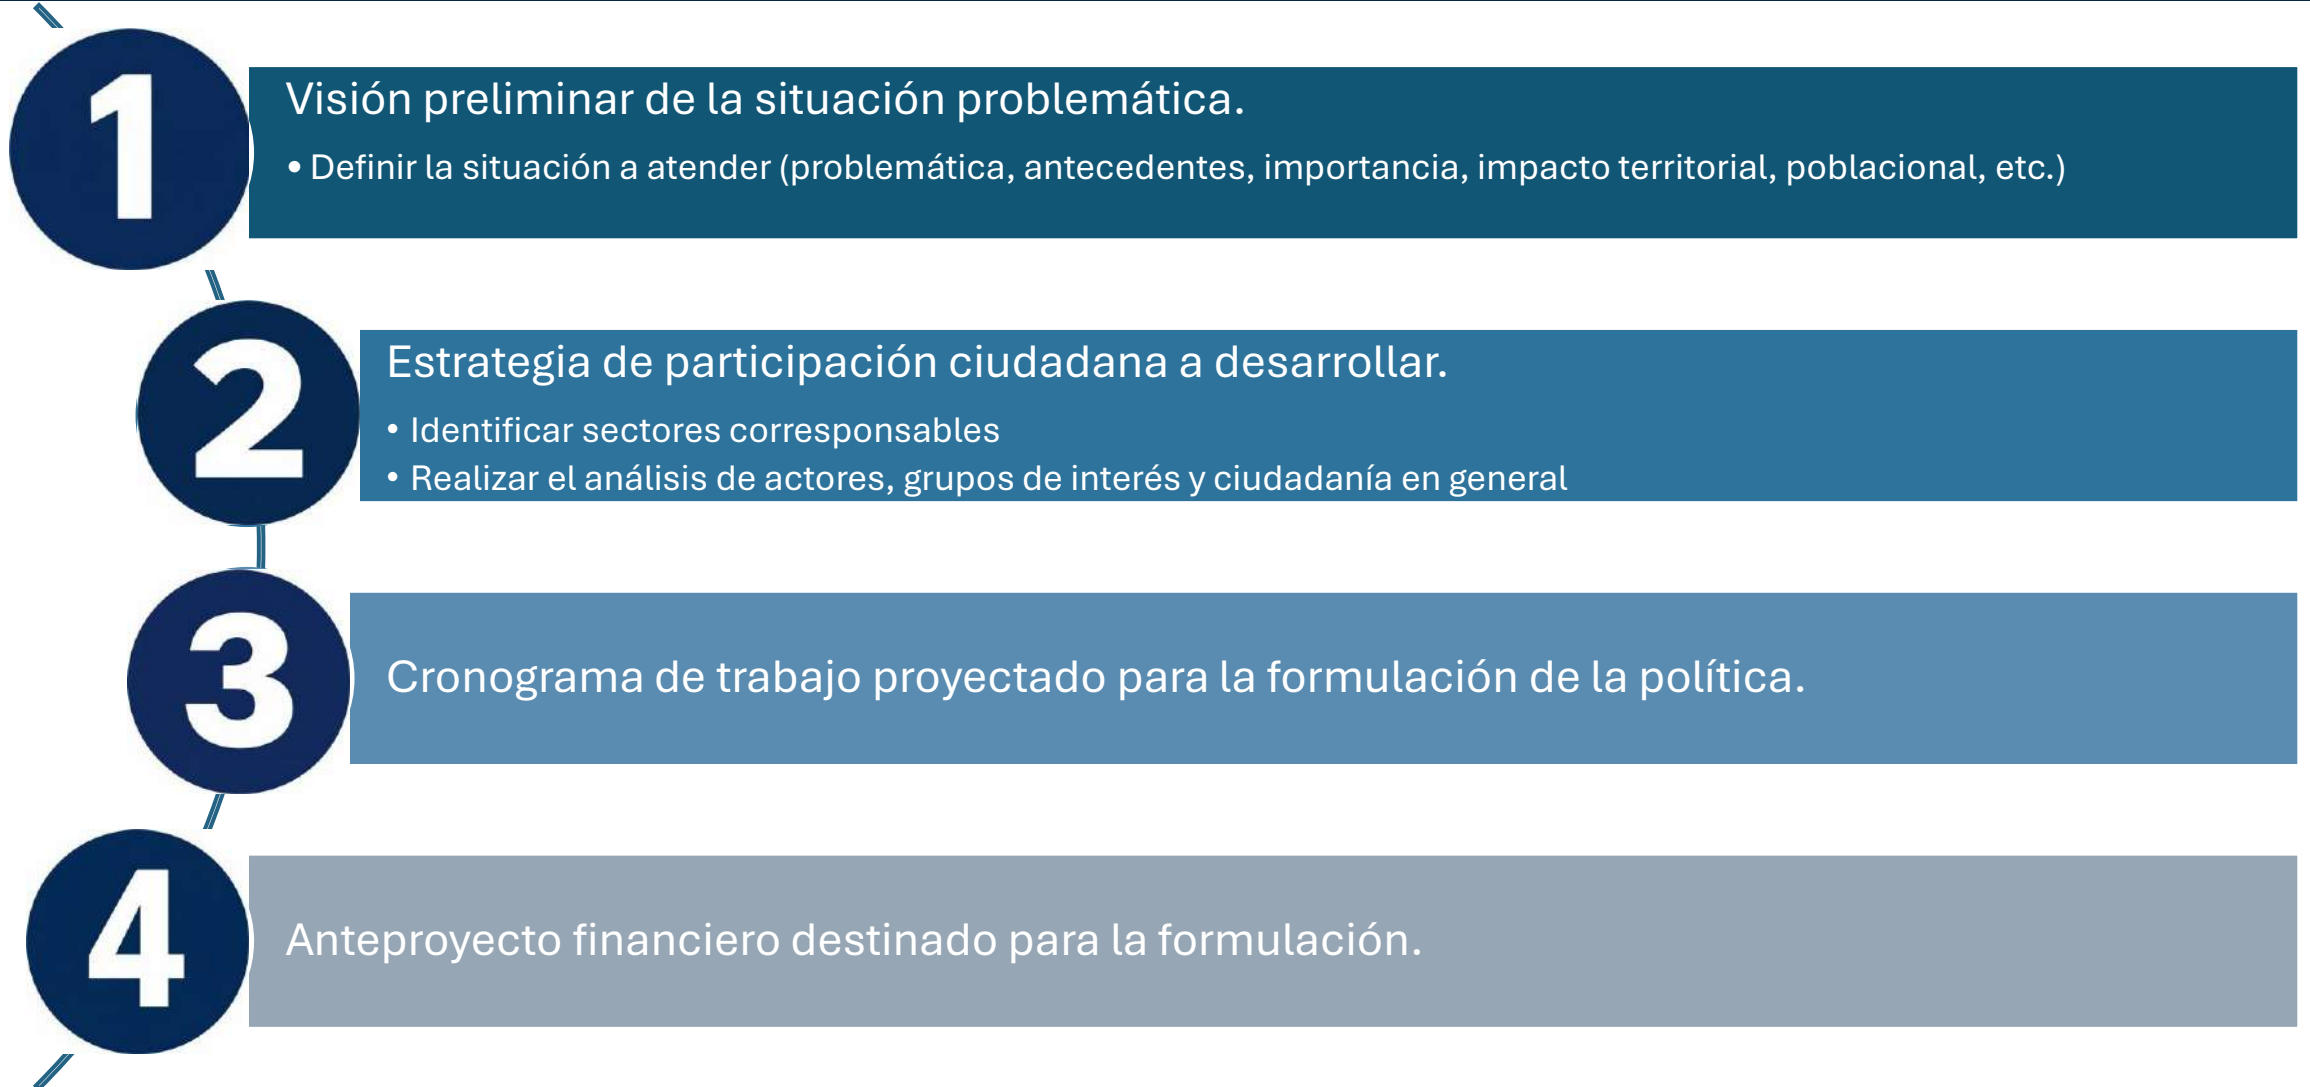 1
Visión preliminar de la situación problemática.
• Definir la situación a atender (problemática, antecedentes, importancia, impacto territorial, poblacional, etc.)
2
Estrategia de participación ciudadana a desarrollar.
• Identificar sectores corresponsables
• Realizar el análisis de actores, grupos de interés y ciudadanía en general
3
Cronograma de trabajo proyectado para la formulación de la política.
4
Anteproyecto financiero destinado para la formulación.